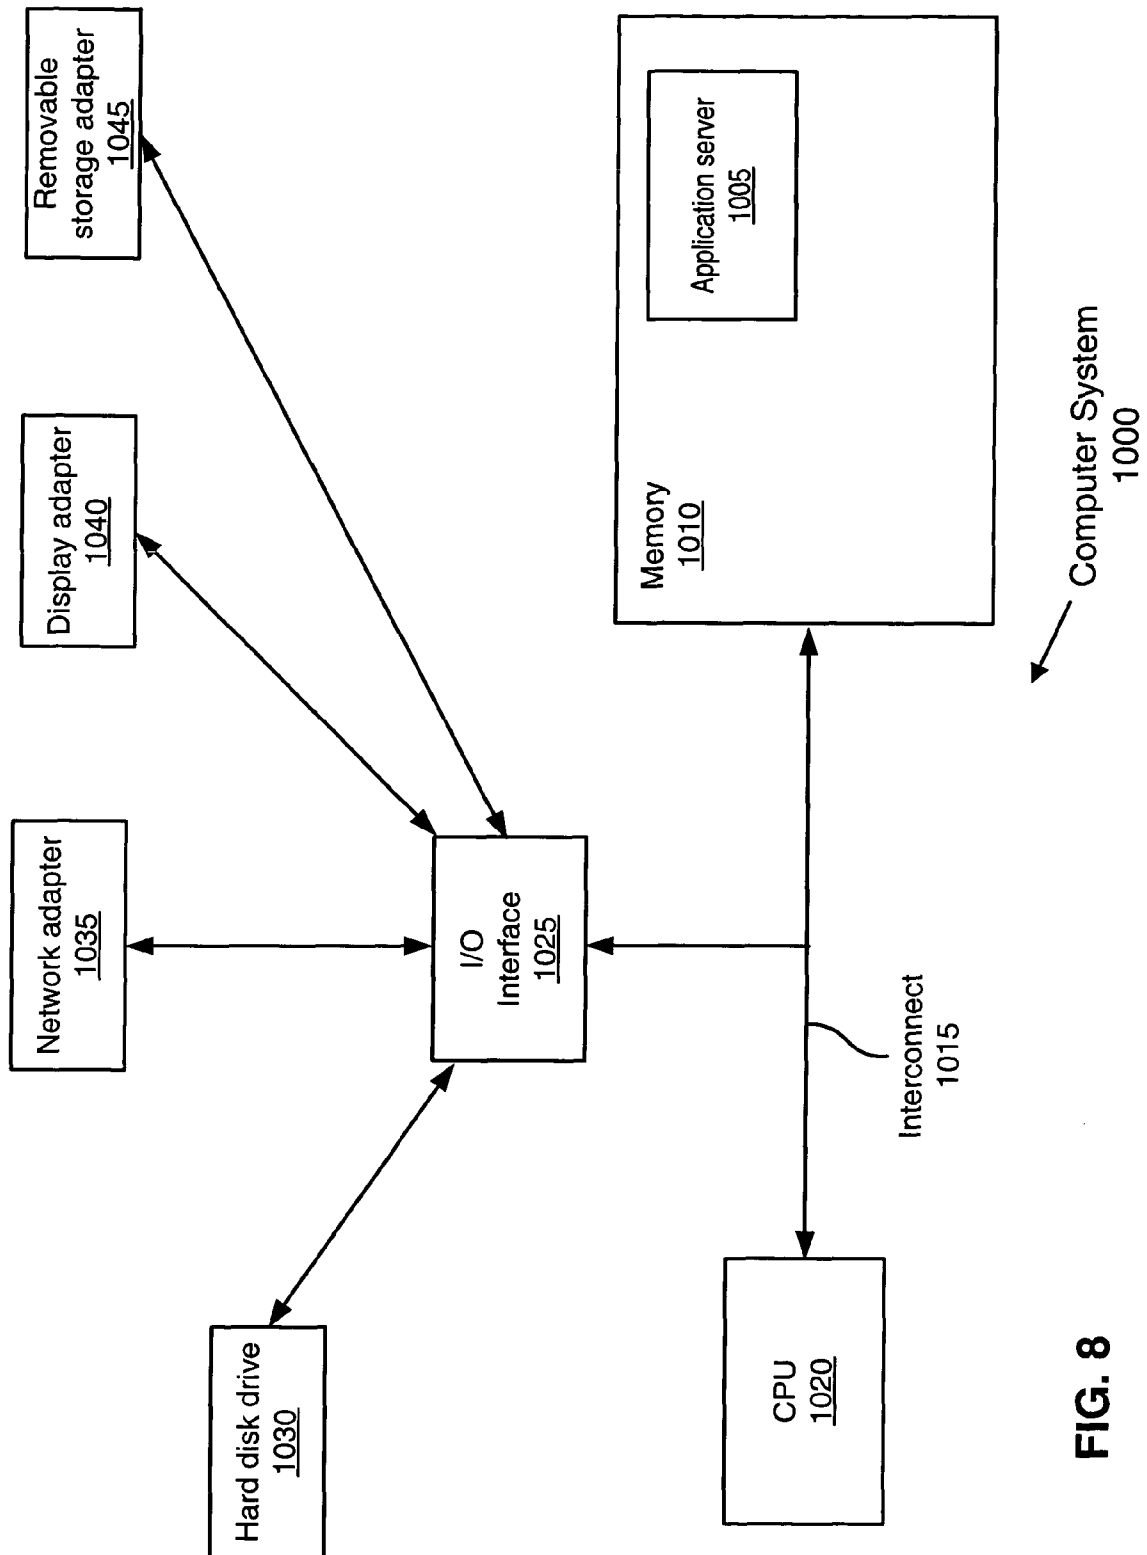 Hard disk drive
1030
Network adapter
1035
Display adapter
1040
Removable
storage adapter
1045
I/O
Interface
1025
CPU
1020
Interconnect
1015
Memory
1010
Application server
1005
Computer System
1000
FIG. 8